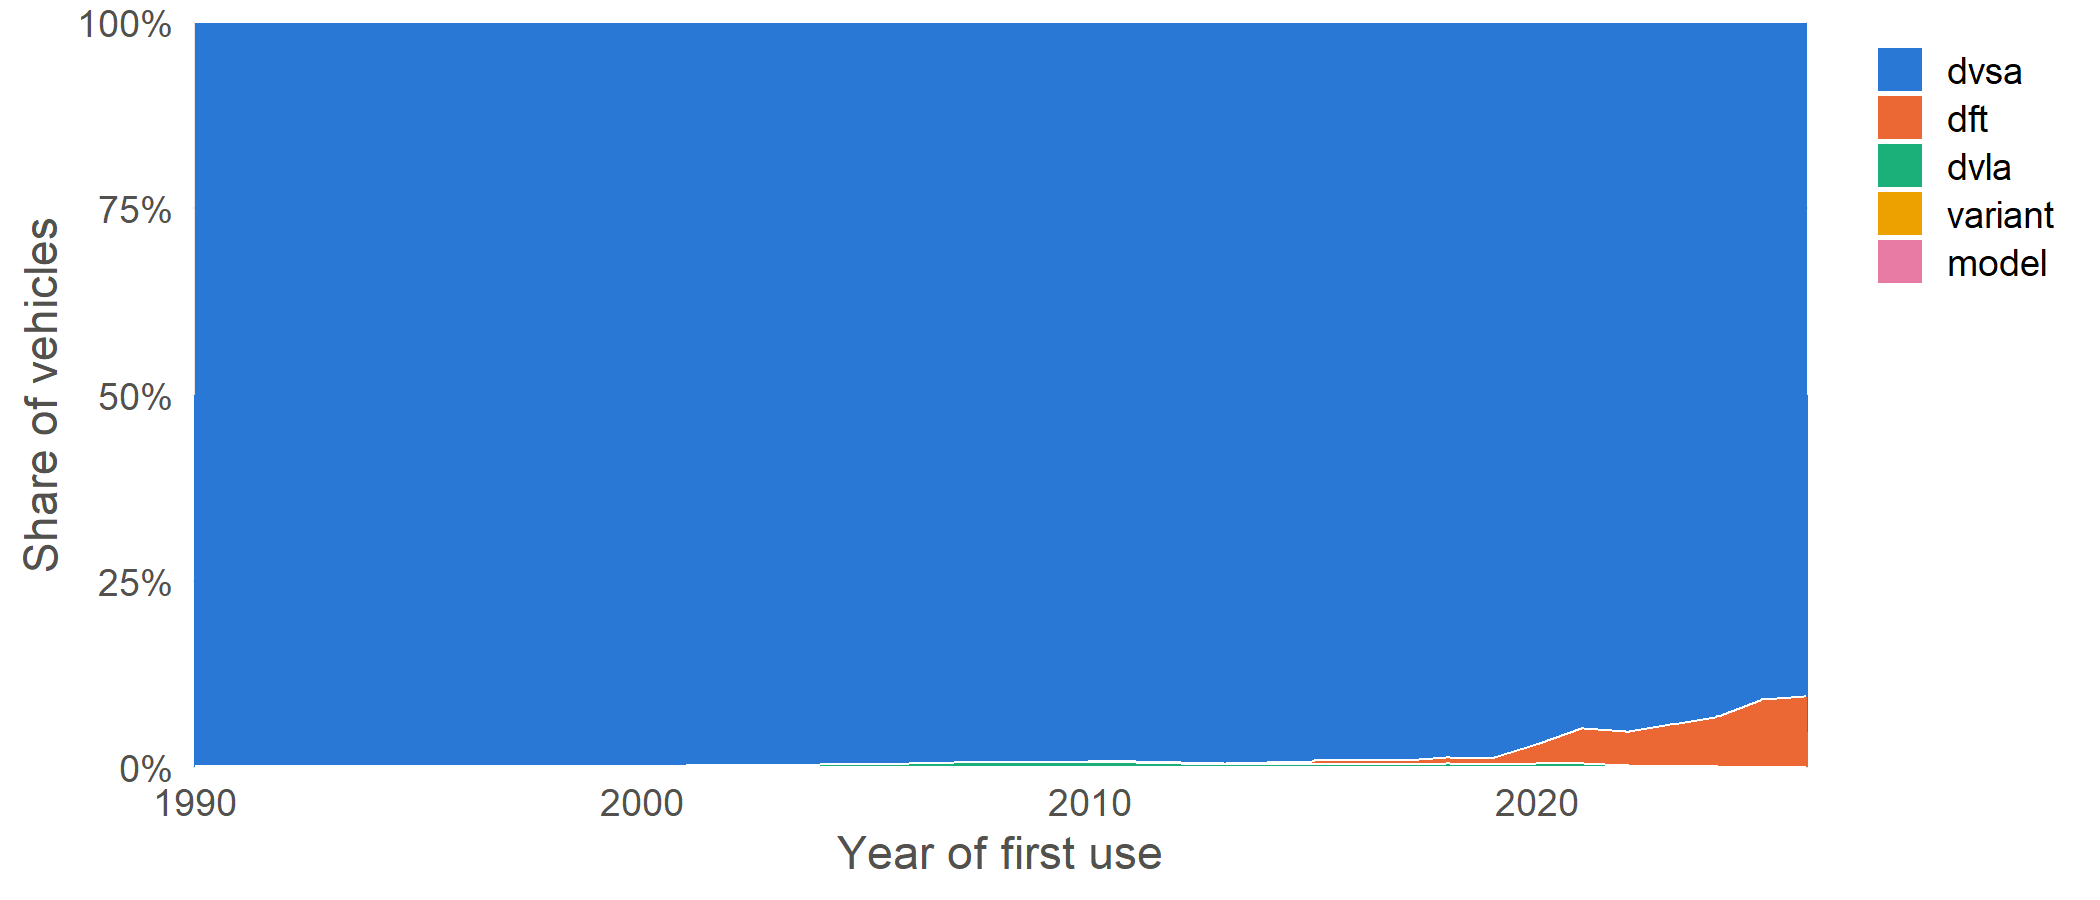 100%
75%
50%
25%
0%
Share of vehicles
1990 2000 2010 2020
Year of first use
dvsa
dft
dvla
variant
model